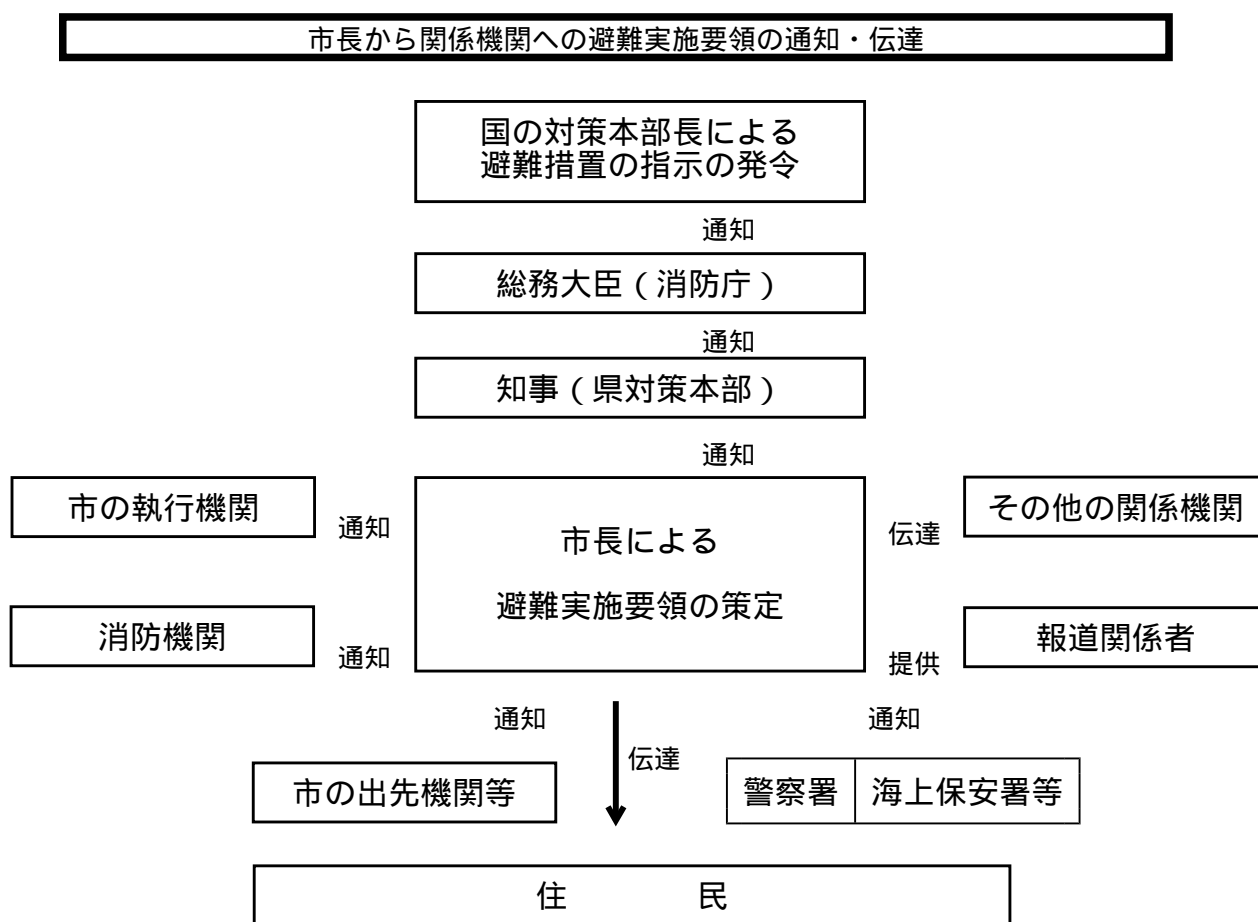 市長から関係機関への避難実施要領の通知・伝達
国の対策本部長による
避難措置の指示の発令
通知
総務大臣(消防庁)
通知
知事(県対策本部)
通知
市の執行機関
通知
市長による
避難実施要領の策定
伝達
その他の関係機関
消防機関
通知
提供
報道関係者
通知
伝達
通知
市の出先機関等
警察署
海上保安署等
住 民